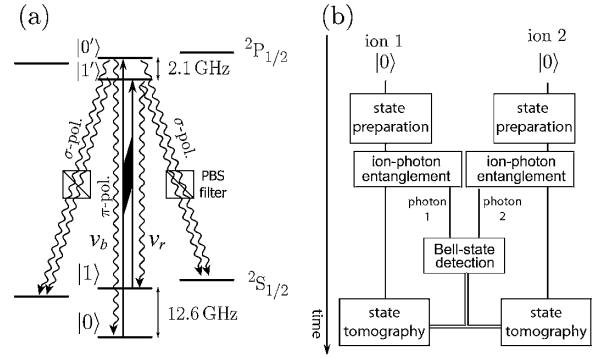 (a)
|0′⟩
|1′⟩
²P₁/₂
2.1 GHz
σ-pol.
σ-pol.
π-pol.
PBS
filter
ν_b
ν_r
|1⟩
|0⟩
²S₁/₂
12.6 GHz
(b)
ion 1
|0⟩
ion 2
|0⟩
state
preparation
state
preparation
ion-photon
entanglement
ion-photon
entanglement
photon
1
photon
2
Bell-state
detection
state
tomography
state
tomography
time